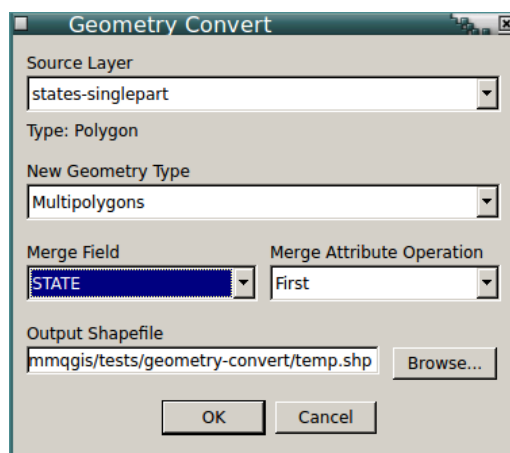 Geometry Convert
Source Layer
states-singlepart
Type: Polygon
New Geometry Type
Multipolygons
Merge Field
Merge Attribute Operation
STATE
First
Output Shapefile
mmqgis/tests/geometry-convert/temp.shp
Browse...
OK
Cancel